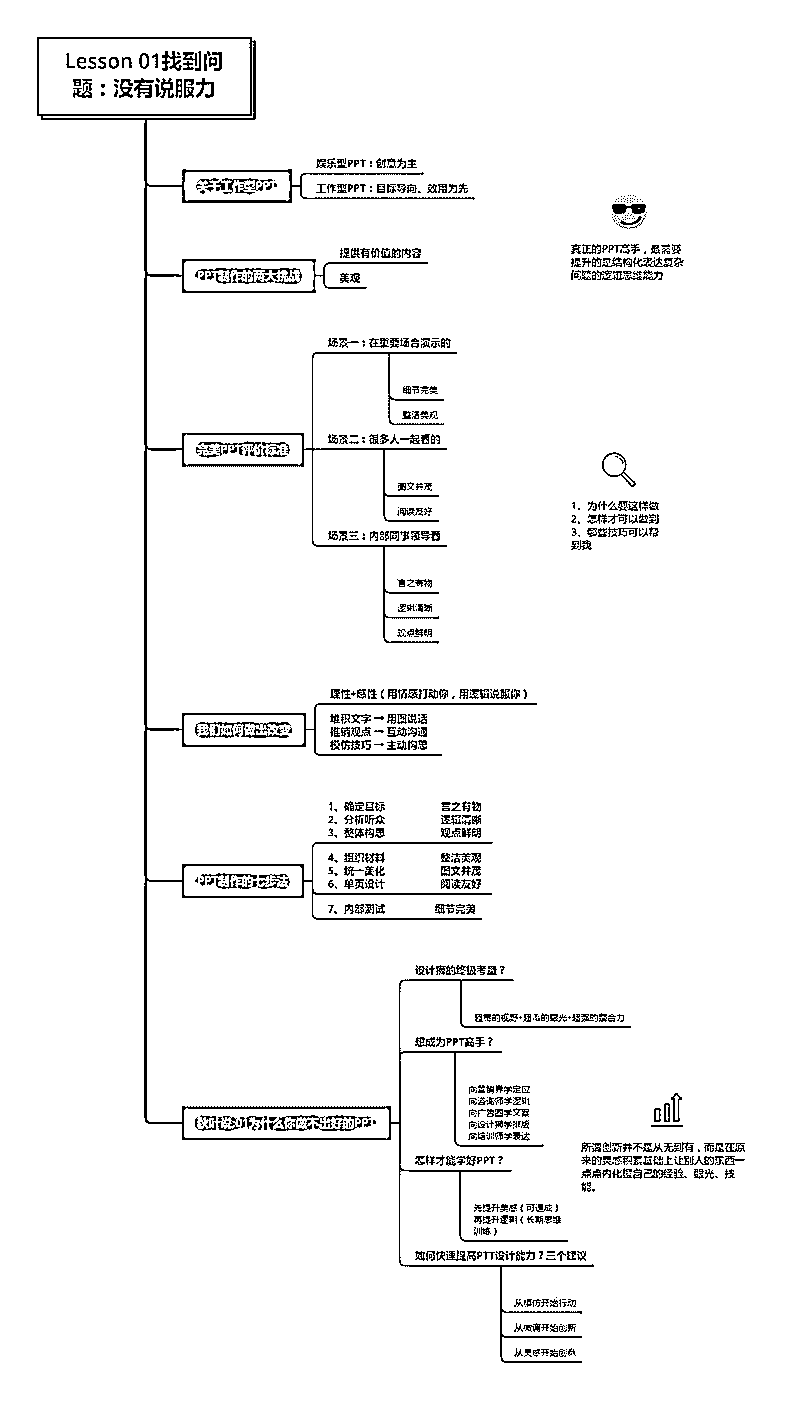 Lesson 01找到问
题：没有说服力
关于工作型PPT
娱乐型PPT：创意为主
工作型PPT：目标导向、效用为先
真正的PPT高手，最需要
提升的是结构化表达复杂
问题的逻辑思维能力
PPT制作的两大挑战
提供有价值的内容
美观
完美PPT评价标准
场景一：在重要场合演示的
细节完美
整洁美观
场景二：很多人一起看的
图文并茂
阅读友好
场景三：内部同事领导看
言之有物
逻辑清晰
观点鲜明
1、为什么要这样做
2、怎样才可以做到
3、哪些技巧可以帮
到我
我们如何做出改变
理性+感性（用情感打动你，用逻辑说服你）
堆积文字→用图说话
推销观点→互动沟通
模仿技巧→主动构思
PPT制作的七步法
1、确定目标 言之有物
2、分析听众 逻辑清晰
3、整体构思 观点鲜明
4、组织材料 整洁美观
5、统一美化 图文并茂
6、单页设计 阅读友好
7、内部测试 细节完美
秋叶说01为什么你做不出好的PPT
设计狮的终极考量？
超常的视野+超态的眼光+超强的整合力
想成为PPT高手？
向营销界学定位
向咨询师学逻辑
向广告圈学文案
向设计狮学排版
向培训师学表达
怎样才能学好PPT？
先提升美感（可速成）
再提升逻辑（长期思维
训练）
如何快速提高PTT设计能力？三个建议
从模仿开始行动
从微调开始创新
从灵感开始创意
所谓创新并不是从无到有，而是在原
来的灵感积累基础上让别人的东西一
点点内化成自己的经验、眼光、技
能。